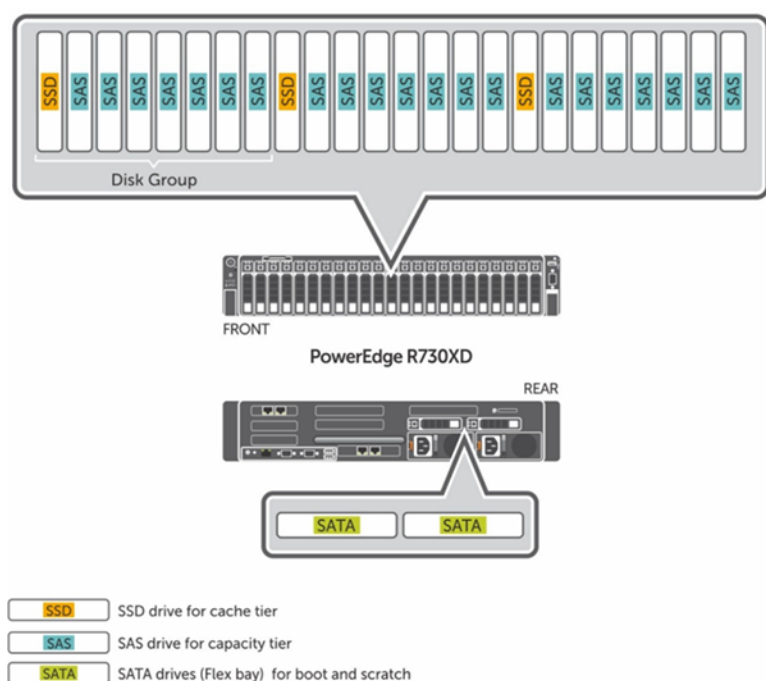 SSD SAS SAS SAS SAS SAS SAS SAS SSD SAS SAS SAS SAS SAS SAS SAS SSD SAS SAS SAS SAS SAS SAS SAS
Disk Group
FRONT
PowerEdge R730XD
REAR
SATA SATA
SSD SSD drive for cache tier
SAS SAS drive for capacity tier
SATA SATA drives (Flex bay) for boot and scratch